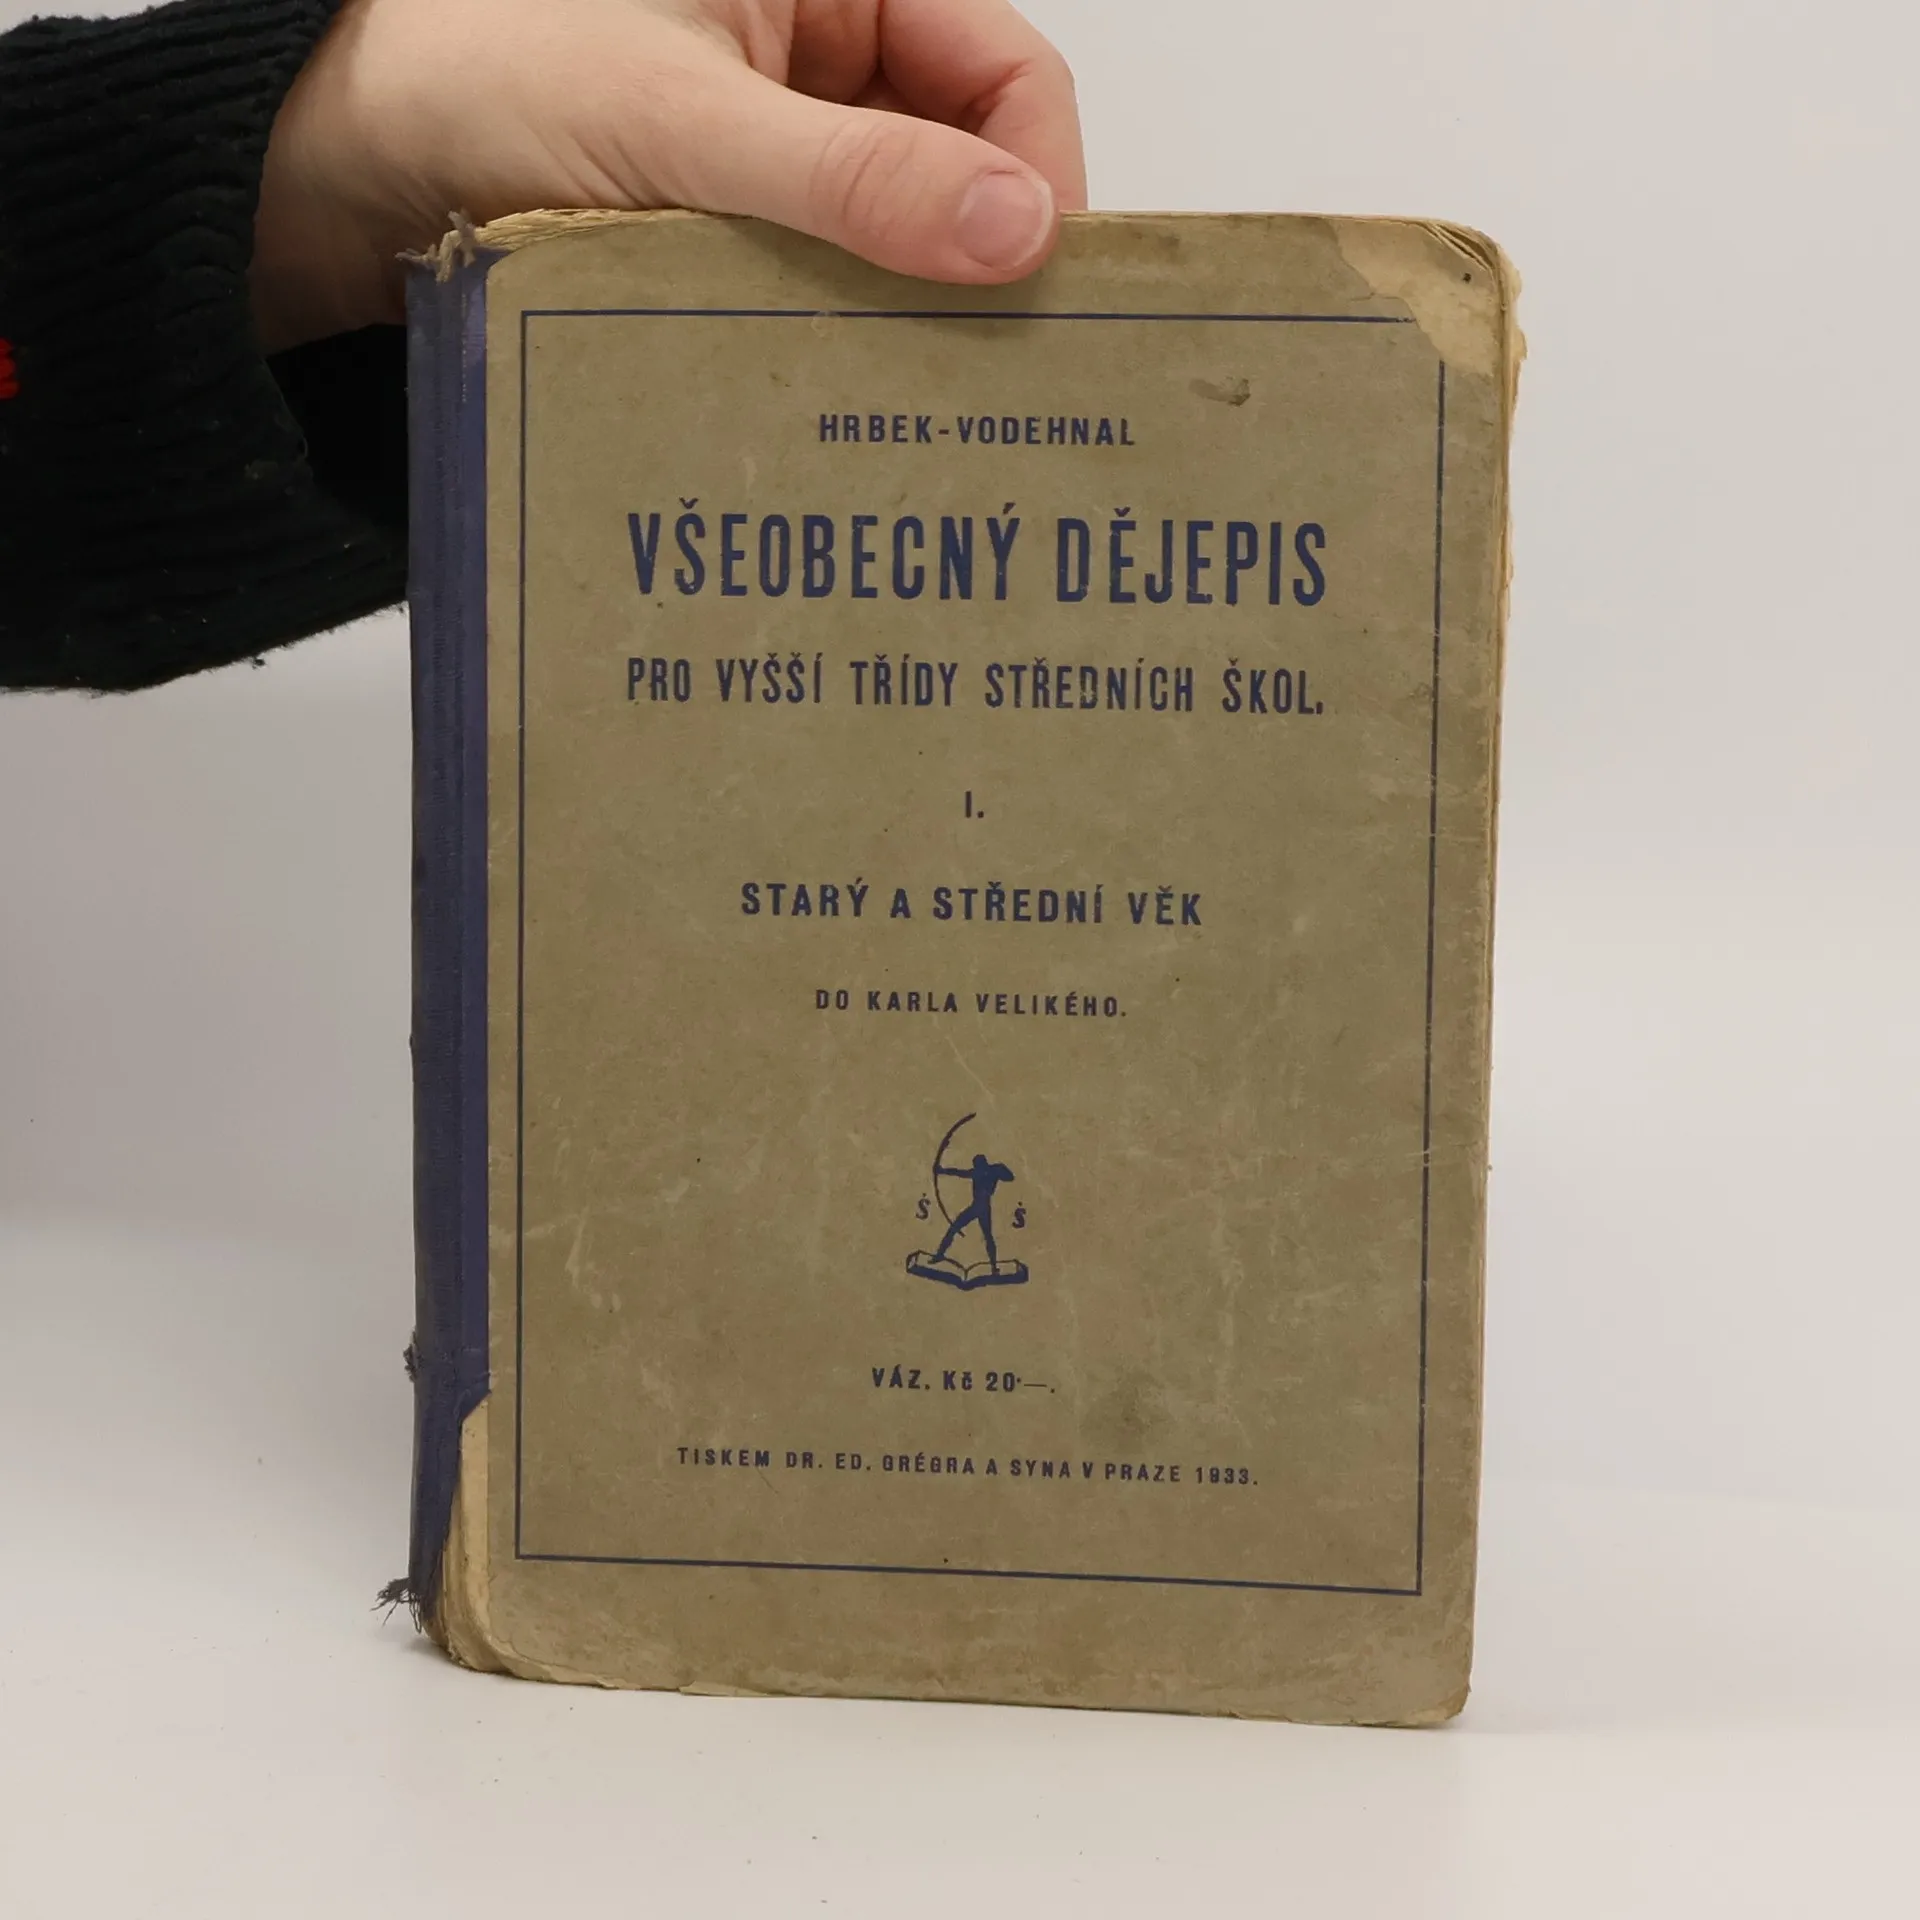 HRBEK-VODEHNAL
VŠEOBECNÝ DĚJEPIS
PRO VYŠŠÍ TŘÍDY STŘEDNÍCH ŠKOL.
I.
STARÝ A STŘEDNÍ VĚK
DO KARLA VELIKÉHO.
Š Š
VÁZ. Kč 20·—.
TISKEM DR. ED. GRÉGRA A SYNA V PRAZE 1933.